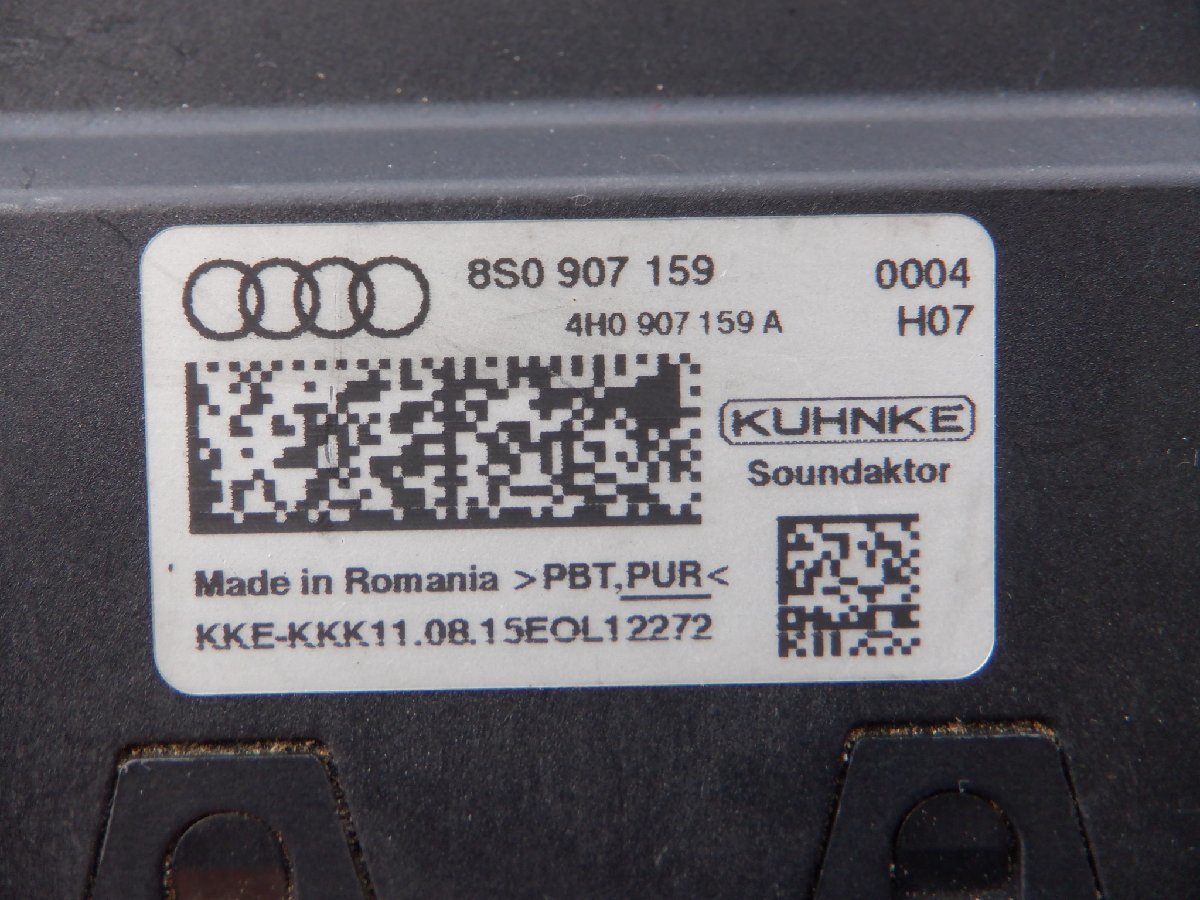 8S0 907 159 0004
4H0 907 159 A H07
KUHNKE
Soundaktor
Made in Romania >PBT,PUR<
KKE-KKK11.08.15EOL12272